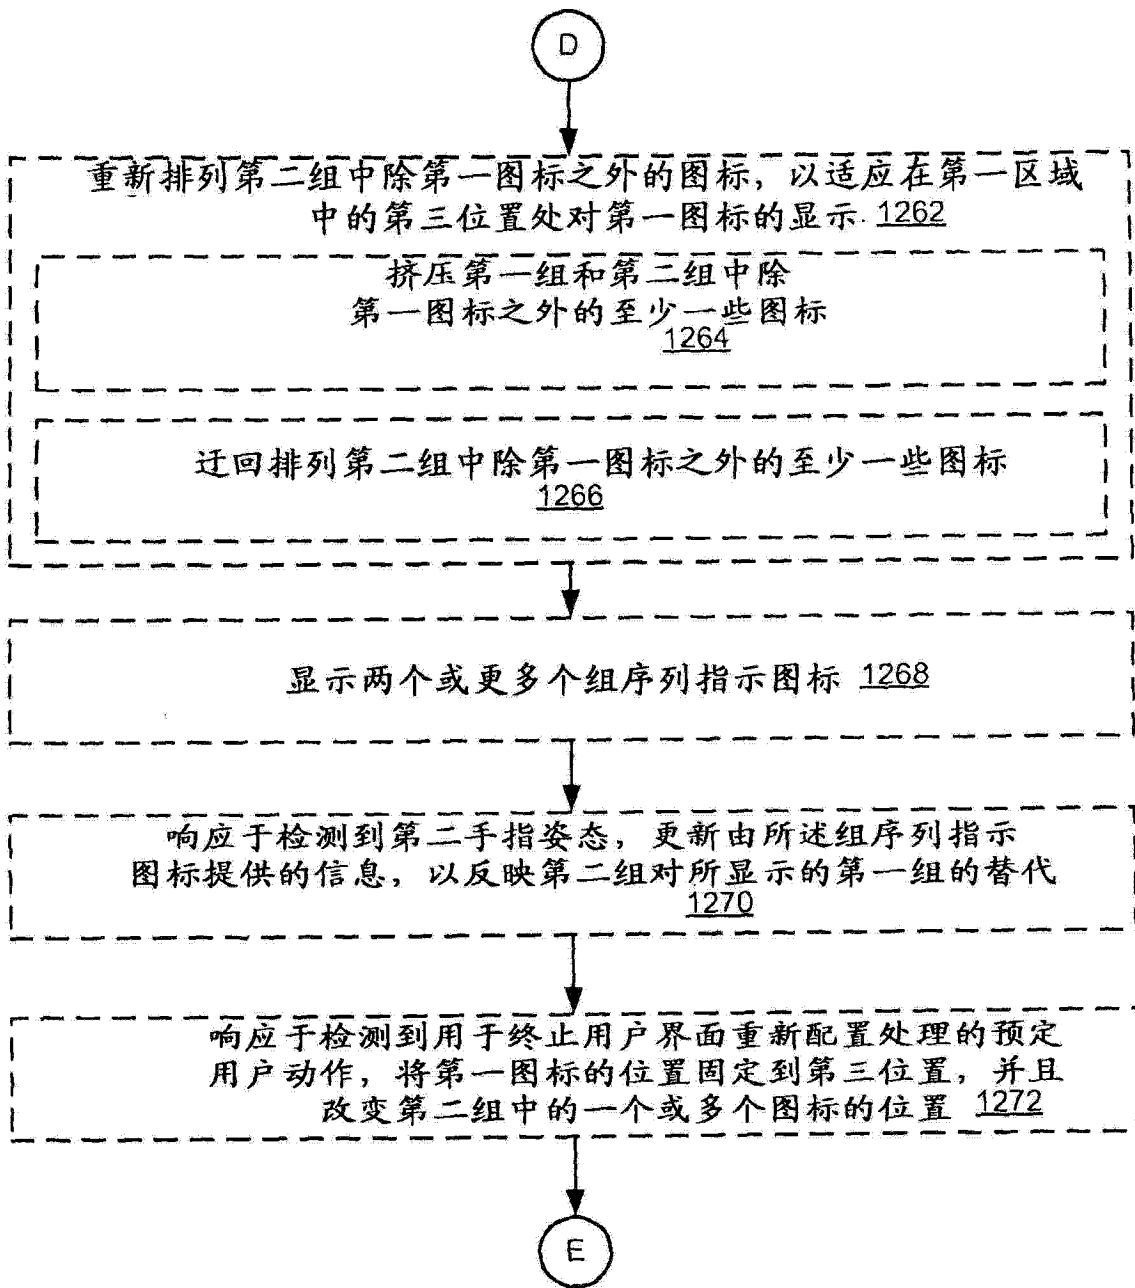 D
重新排列第二组中除第一图标之外的图标，以适应在第一区域
中的第三位置处对第一图标的显示. 1262
挤压第一组和第二组中除
第一图标之外的至少一些图标
1264
迂回排列第二组中除第一图标之外的至少一些图标
1266
显示两个或更多个组序列指示图标 1268
响应于检测到第二手指姿态，更新由所述组序列指示
图标提供的信息，以反映第二组对所显示的第一组的替代
1270
响应于检测到用于终止用户界面重新配置处理的预定
用户动作，将第一图标的位置固定到第三位置，并且
改变第二组中的一个或多个图标的位置 1272
E